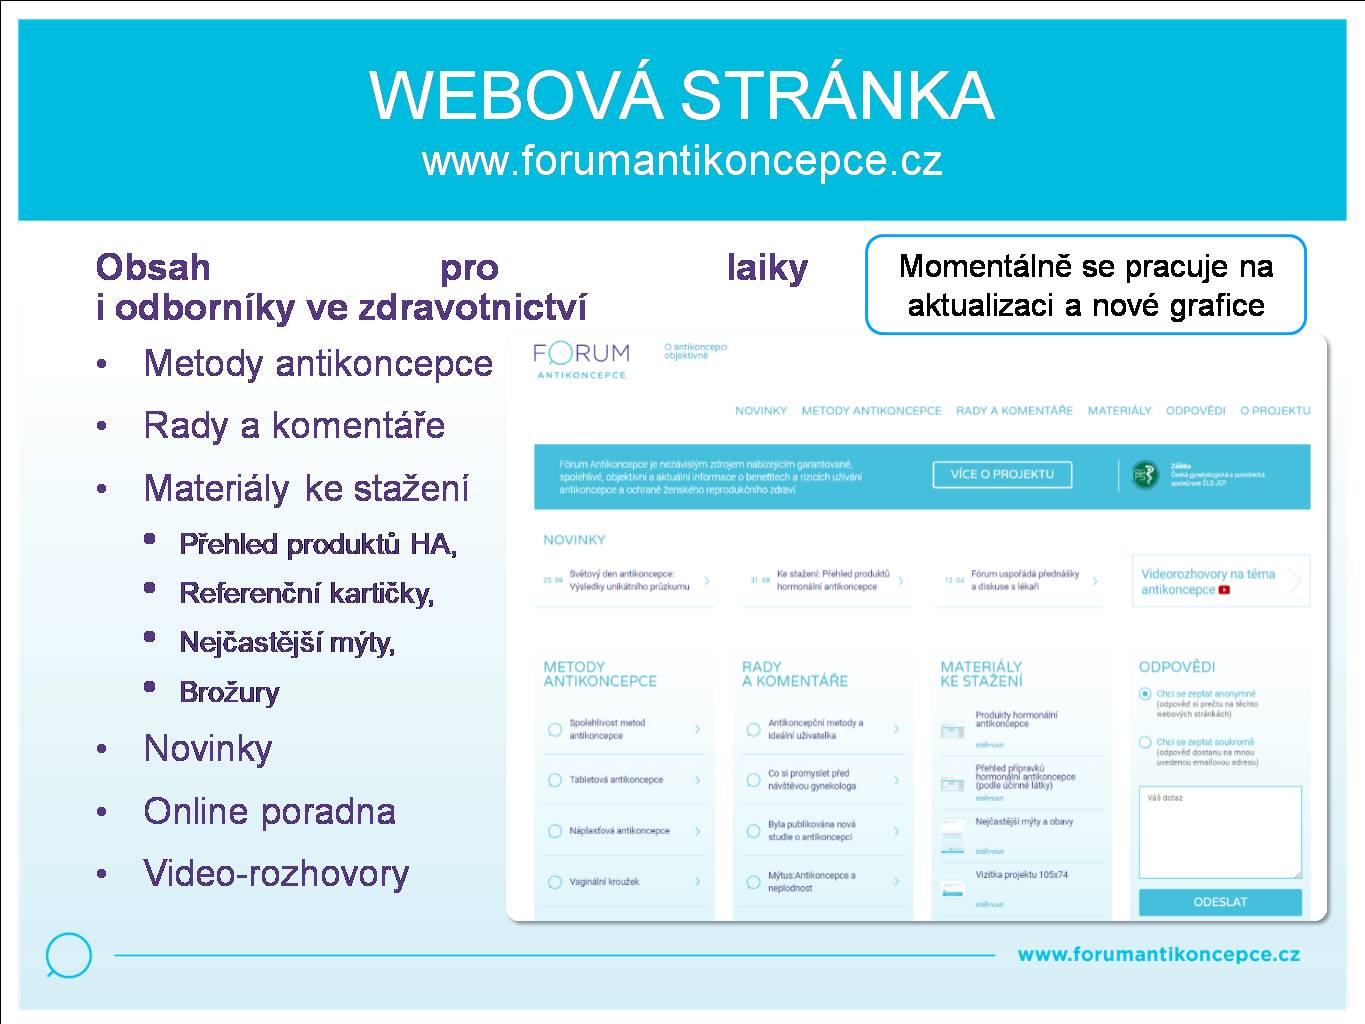 WEBOVÁ STRÁNKA
www.forumantikoncepce.cz
Obsah pro laiky
i odborníky ve zdravotnictví
Momentálně se pracuje na
aktualizaci a nové grafice
• Metody antikoncepce
• Rady a komentáře
• Materiály ke stažení
• Přehled produktů HA,
• Referenční kartičky,
• Nejčastější mýty,
• Brožury
• Novinky
• Online poradna
• Video-rozhovory
FORUM
ANTIKONCEPCE
O antikoncepci
objektivně
NOVINKY METODY ANTIKONCEPCE RADY A KOMENTÁŘE MATERIÁLY ODPOVĚDI O PROJEKTU
Fórum Antikoncepce je nezávislým zdrojem nabízejícím garantované,
spolehlivé, objektivní a aktuální informace o benefitech a rizicích užívání
antikoncepce a ochraně ženského reprodukčního zdraví
VÍCE O PROJEKTU
Záštita
Česká gynekologická a porodnická
společnost ČLS JEP
NOVINKY
23. 09 Světový den antikoncepce:
Výsledky unikátního průzkumu
31. 08 Ke stažení: Přehled produktů
hormonální antikoncepce
12. 04 Fórum uspořádá přednášky
a diskuse s lékaři
Videorozhovory na téma
antikoncepce
METODY
ANTIKONCEPCE
Spolehlivost metod
antikoncepce
Tabletová antikoncepce
Náplasťová antikoncepce
Vaginální kroužek
RADY
A KOMENTÁŘE
Antikoncepční metody a
ideální uživatelka
Co si promyslet před
návštěvou gynekologa
Byla publikována nová
studie o antikoncepci
Mýtus:Antikoncepce a
neplodnost
MATERIÁLY
KE STAŽENÍ
Produkty hormonální
antikoncepce
stáhnout
Přehled přípravků
hormonální antikoncepce
(podle účinné látky)
stáhnout
Nejčastější mýty a obavy
stáhnout
Vizitka projektu 105x74
stáhnout
ODPOVĚDI
Chci se zeptat anonymně
(odpověď si prečtu na těchto
webových stránkách)
Chci se zeptat soukromě
(odpověď dostanu na mnou
uvedenou emailovou adresu)
Váš dotaz
ODESLAT
www.forumantikoncepce.cz